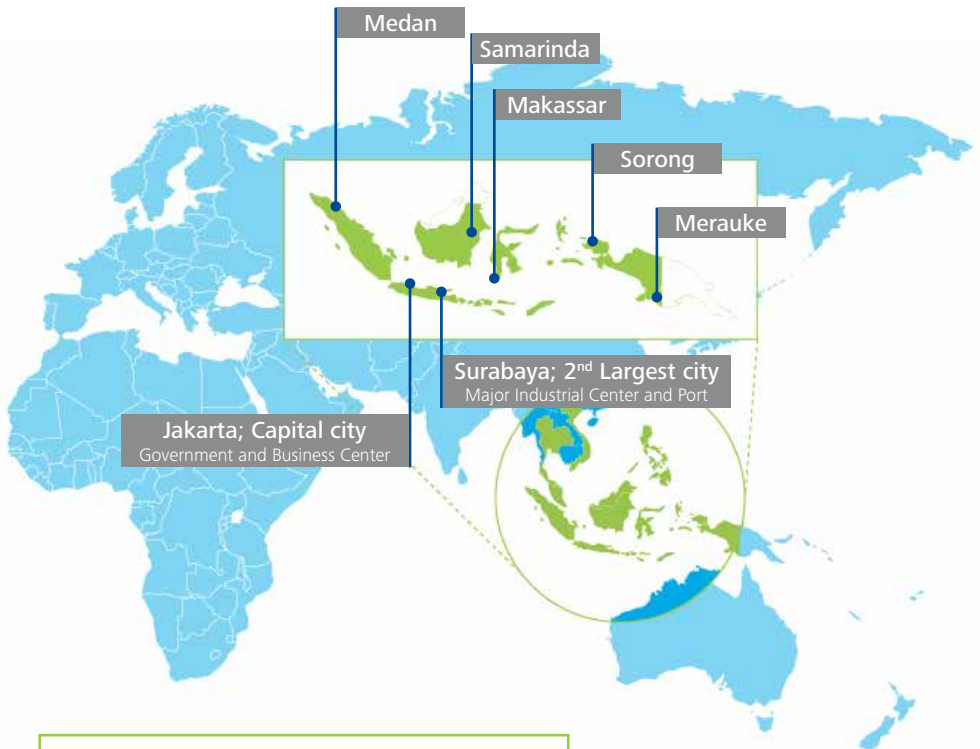 Medan
Samarinda
Makassar
Sorong
Merauke
Surabaya; 2nd Largest city
Major Industrial Center and Port
Jakarta; Capital city
Government and Business Center